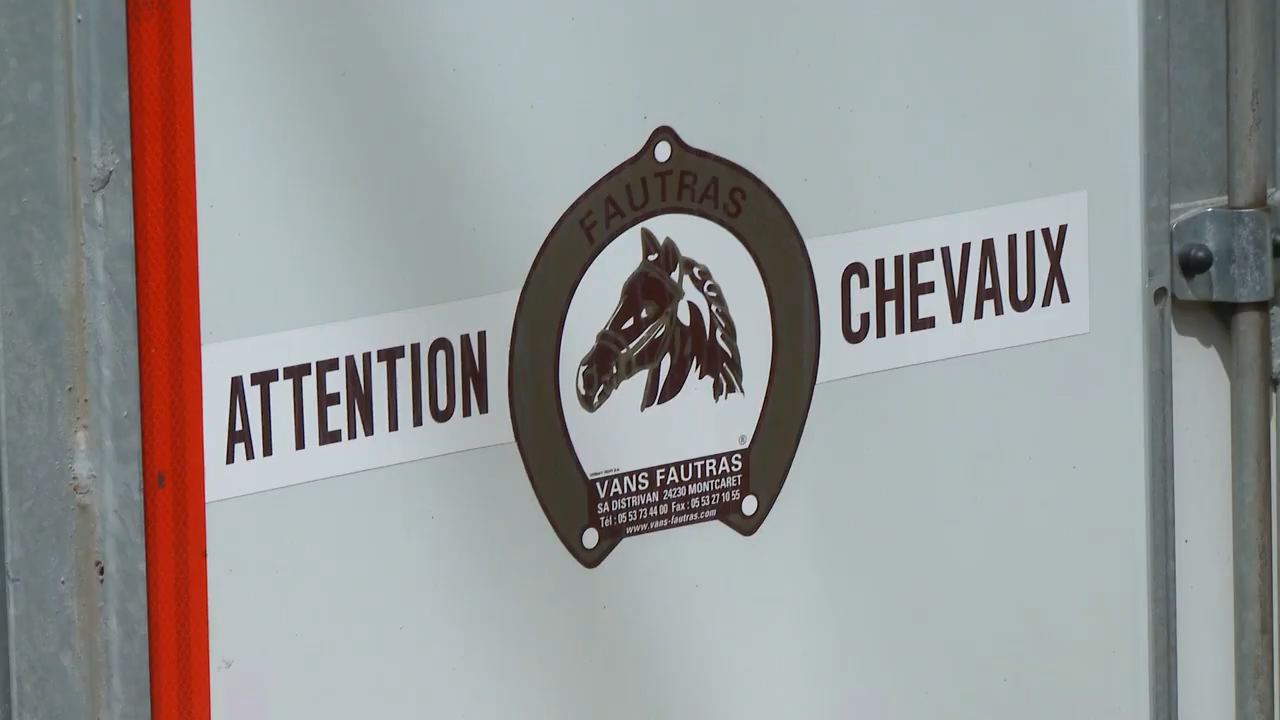 FAUTRAS
ATTENTION CHEVAUX
®
VANS FAUTRAS
SA DISTRIVAN 24230 MONTCARET
Tél : 05 53 73 44 00 Fax : 05 53 27 10 55
www.vans-fautras.com